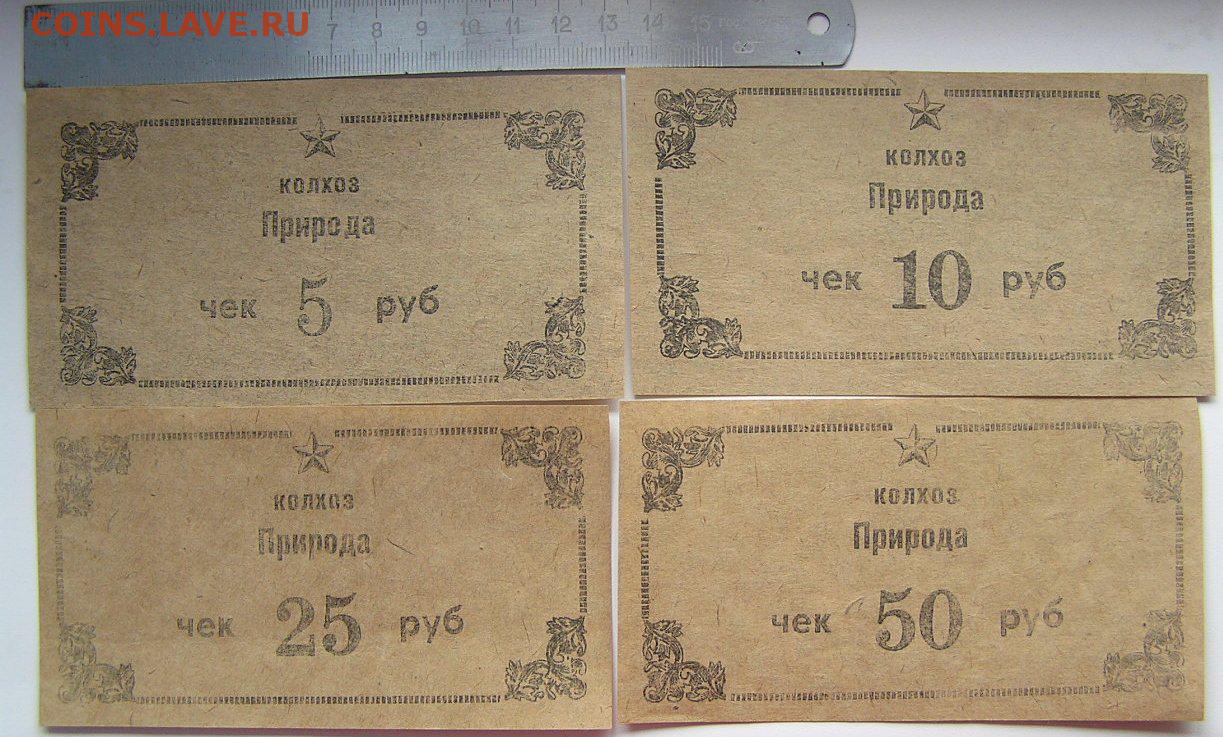 COINS.LAVE.RU
7 8 9 10 11 12 13 14 15 ГОСТ
колхоз
Природа
чек 5 руб
колхоз
Природа
чек 10 руб
колхоз
Природа
чек 25 руб
колхоз
Природа
чек 50 руб